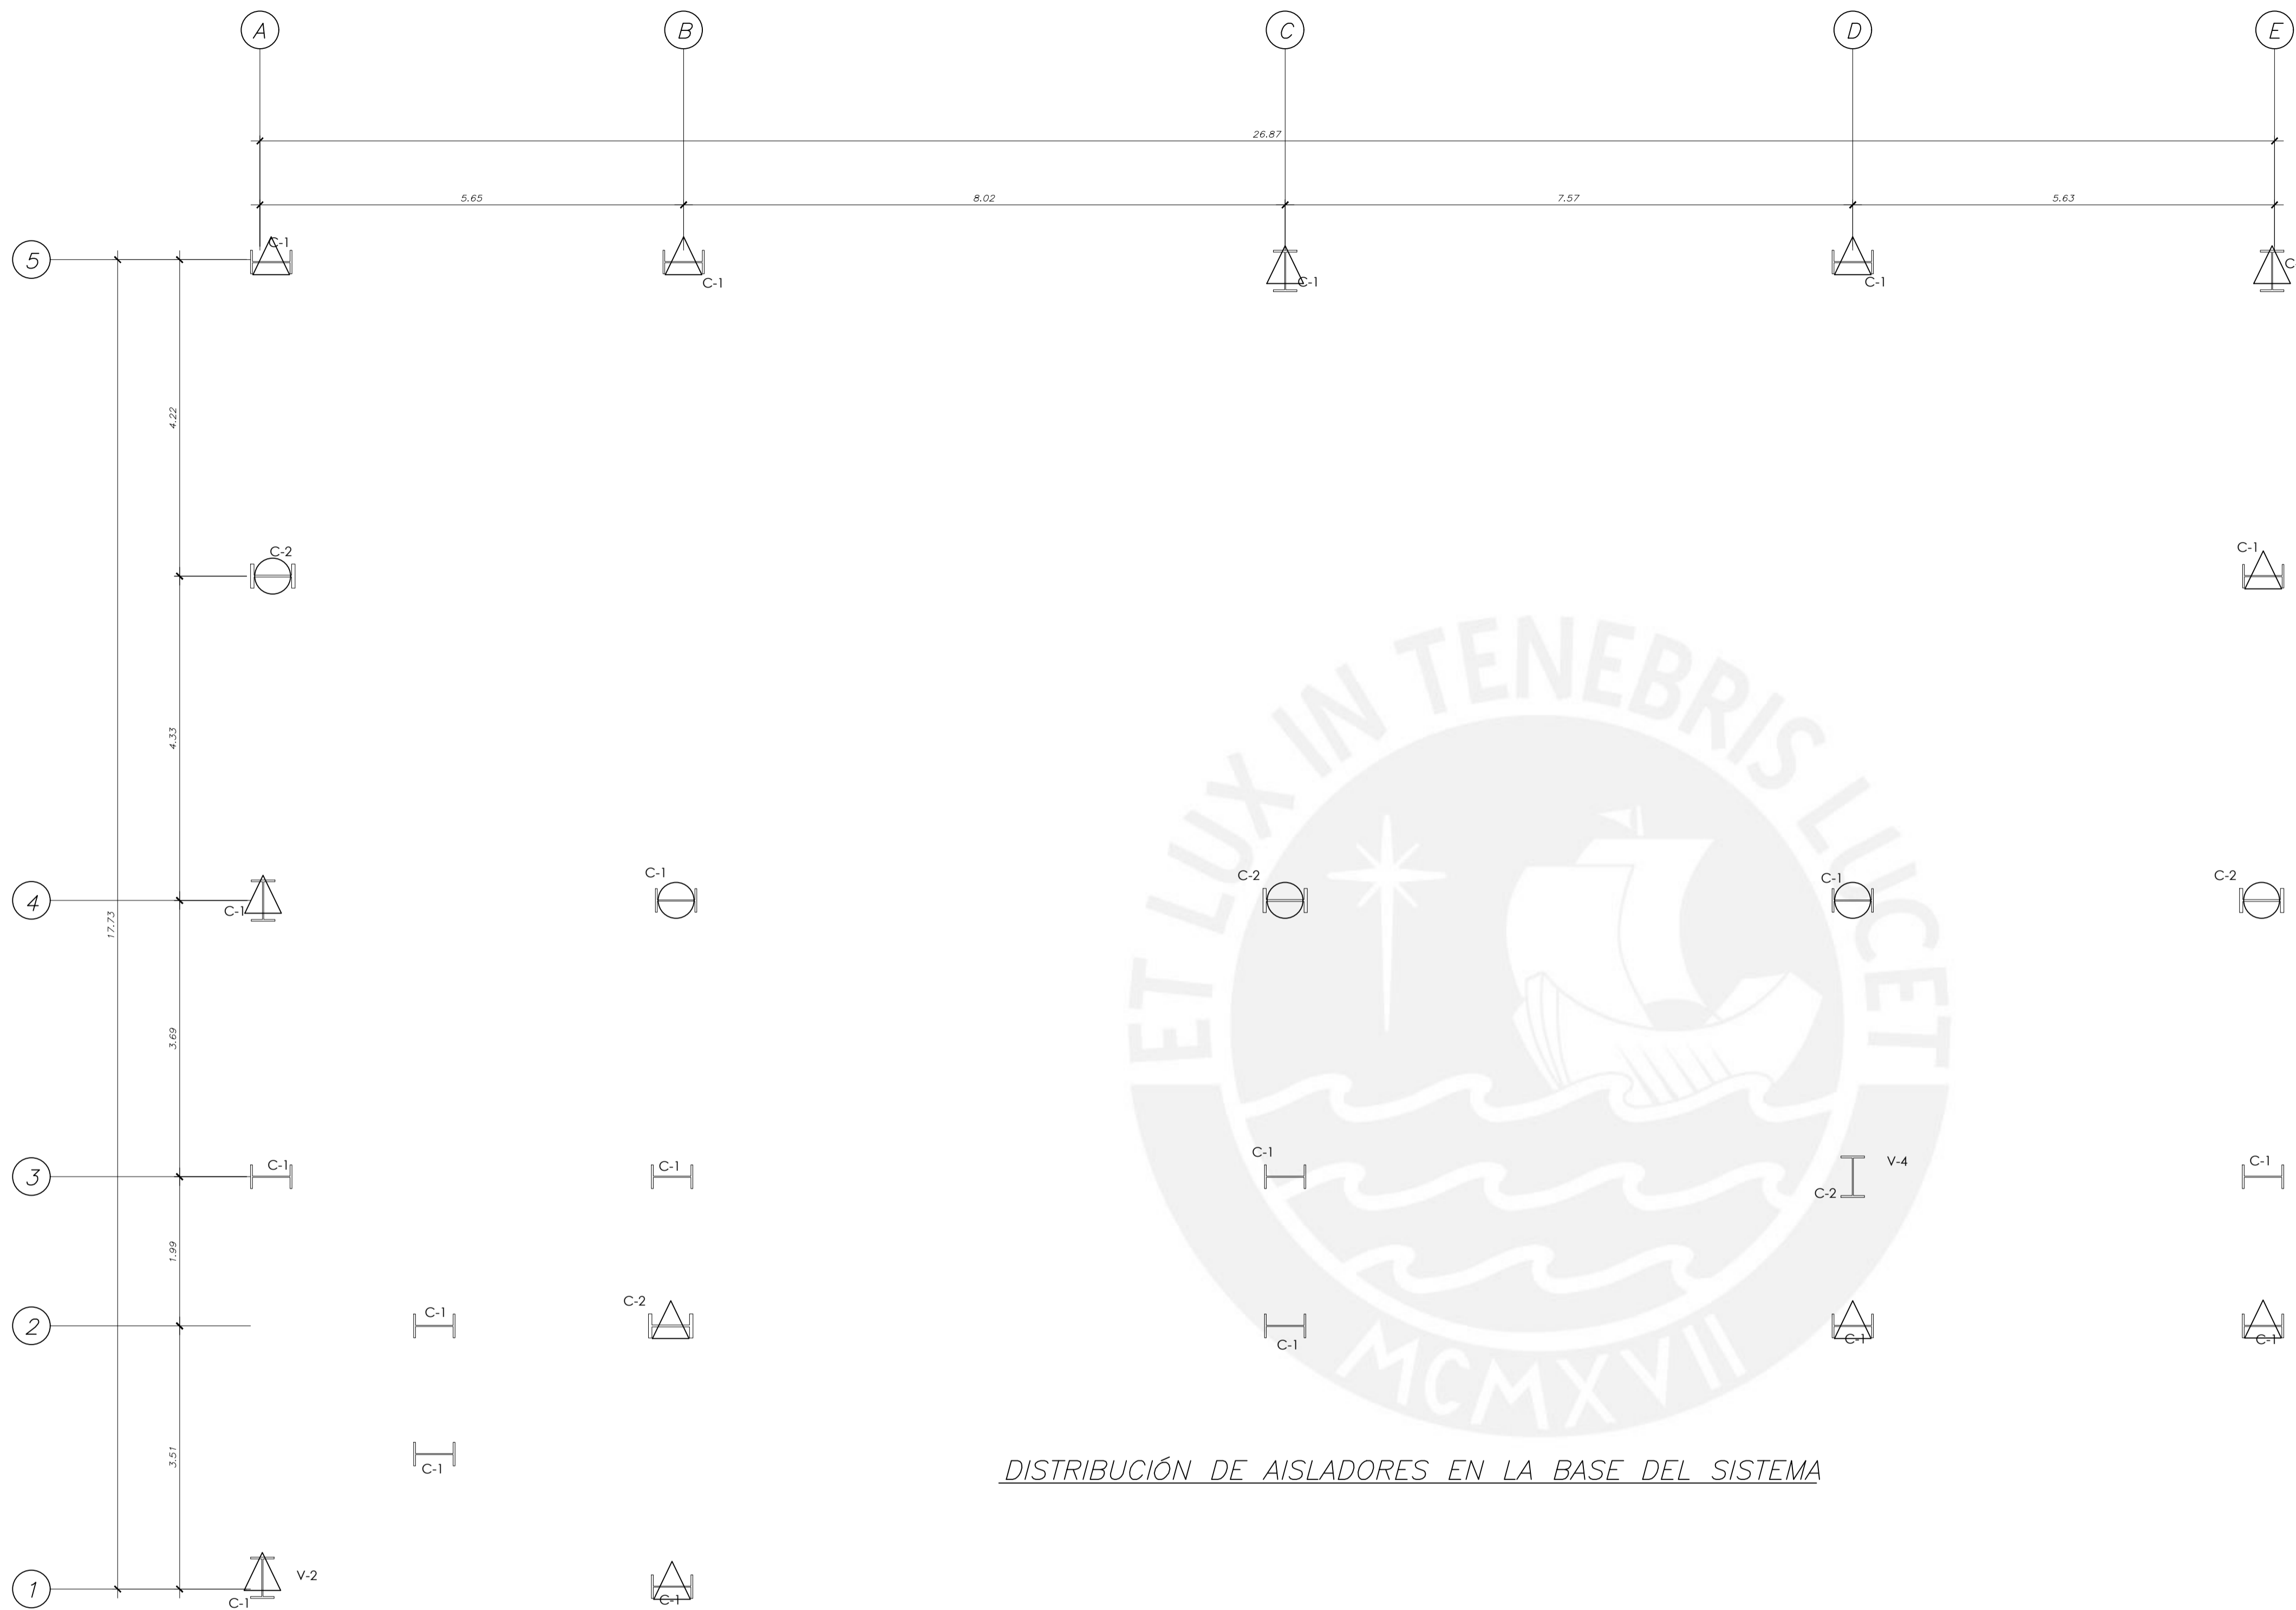 A
B
C
D
E
26.87
5.65
8.02
7.57
5.63
5
C-1
C-1
C-1
C-1
C
4.22
C-2
C-1
4.33
ET LUX IN TENEBRIS LUCET
4
C-1
C-1
C-2
C-1
C-2
17.73
3.69
3
C-1
C-1
C-1
C-2
V-4
C-1
1.99
2
C-1
C-2
C-1
C-1
C-1
MCMXVII
3.51
C-1
DISTRIBUCIÓN DE AISLADORES EN LA BASE DEL SISTEMA
1
C-1
V-2
C-1